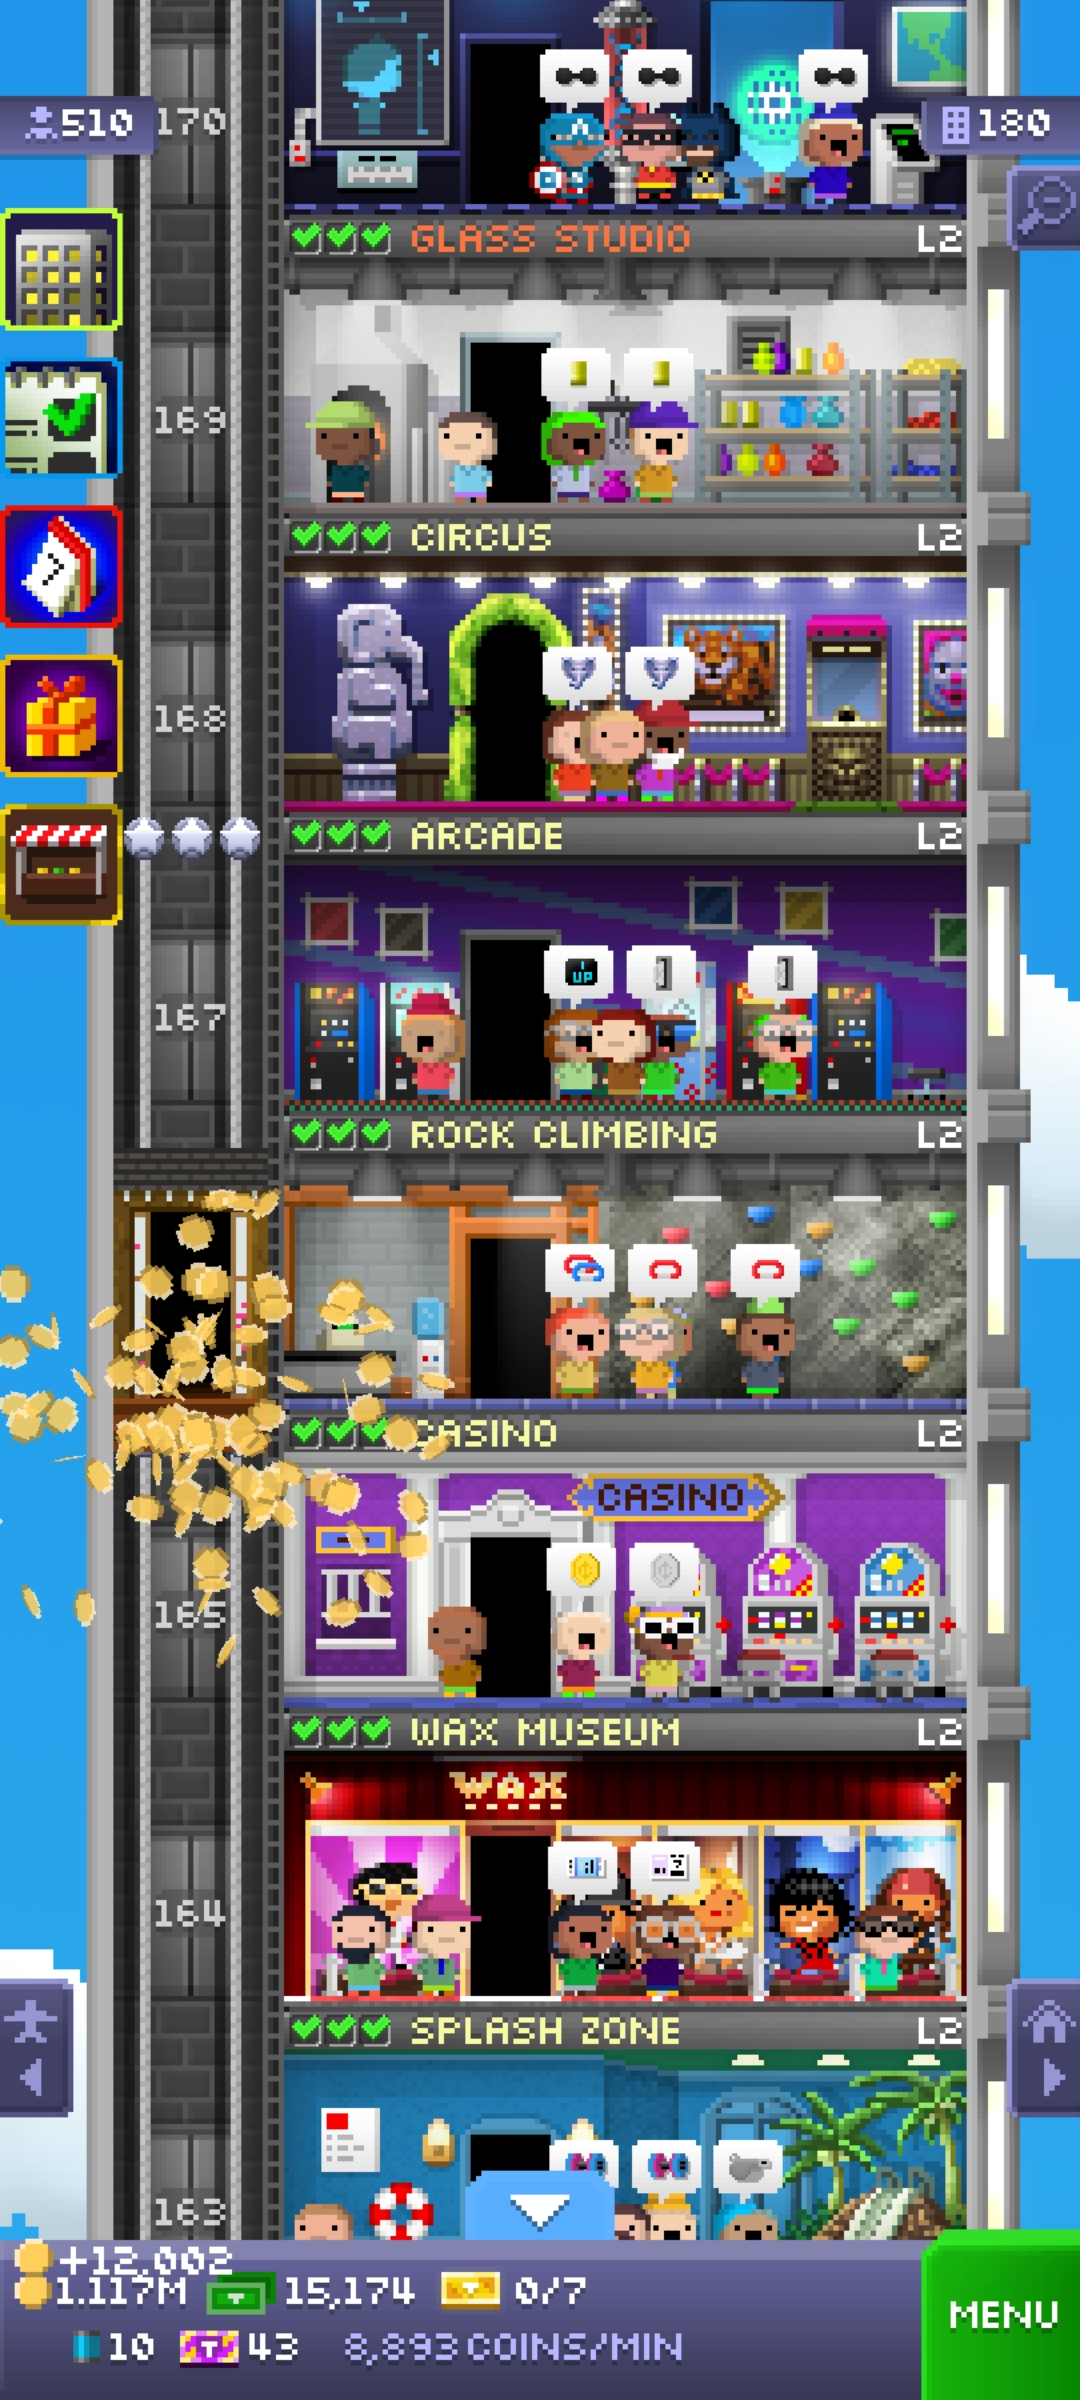 510
170
180
GLASS STUDIO L2
169
CIRCUS L2
168
ARCADE L2
UP
167
ROCK CLIMBING L2
CASINO L2
CASINO
165
WAX MUSEUM L2
WAX
164
SPLASH ZONE L2
163
+12,002
1.117M 15,174 0/7
10 T 43 8,893 COINS/MIN
MENU